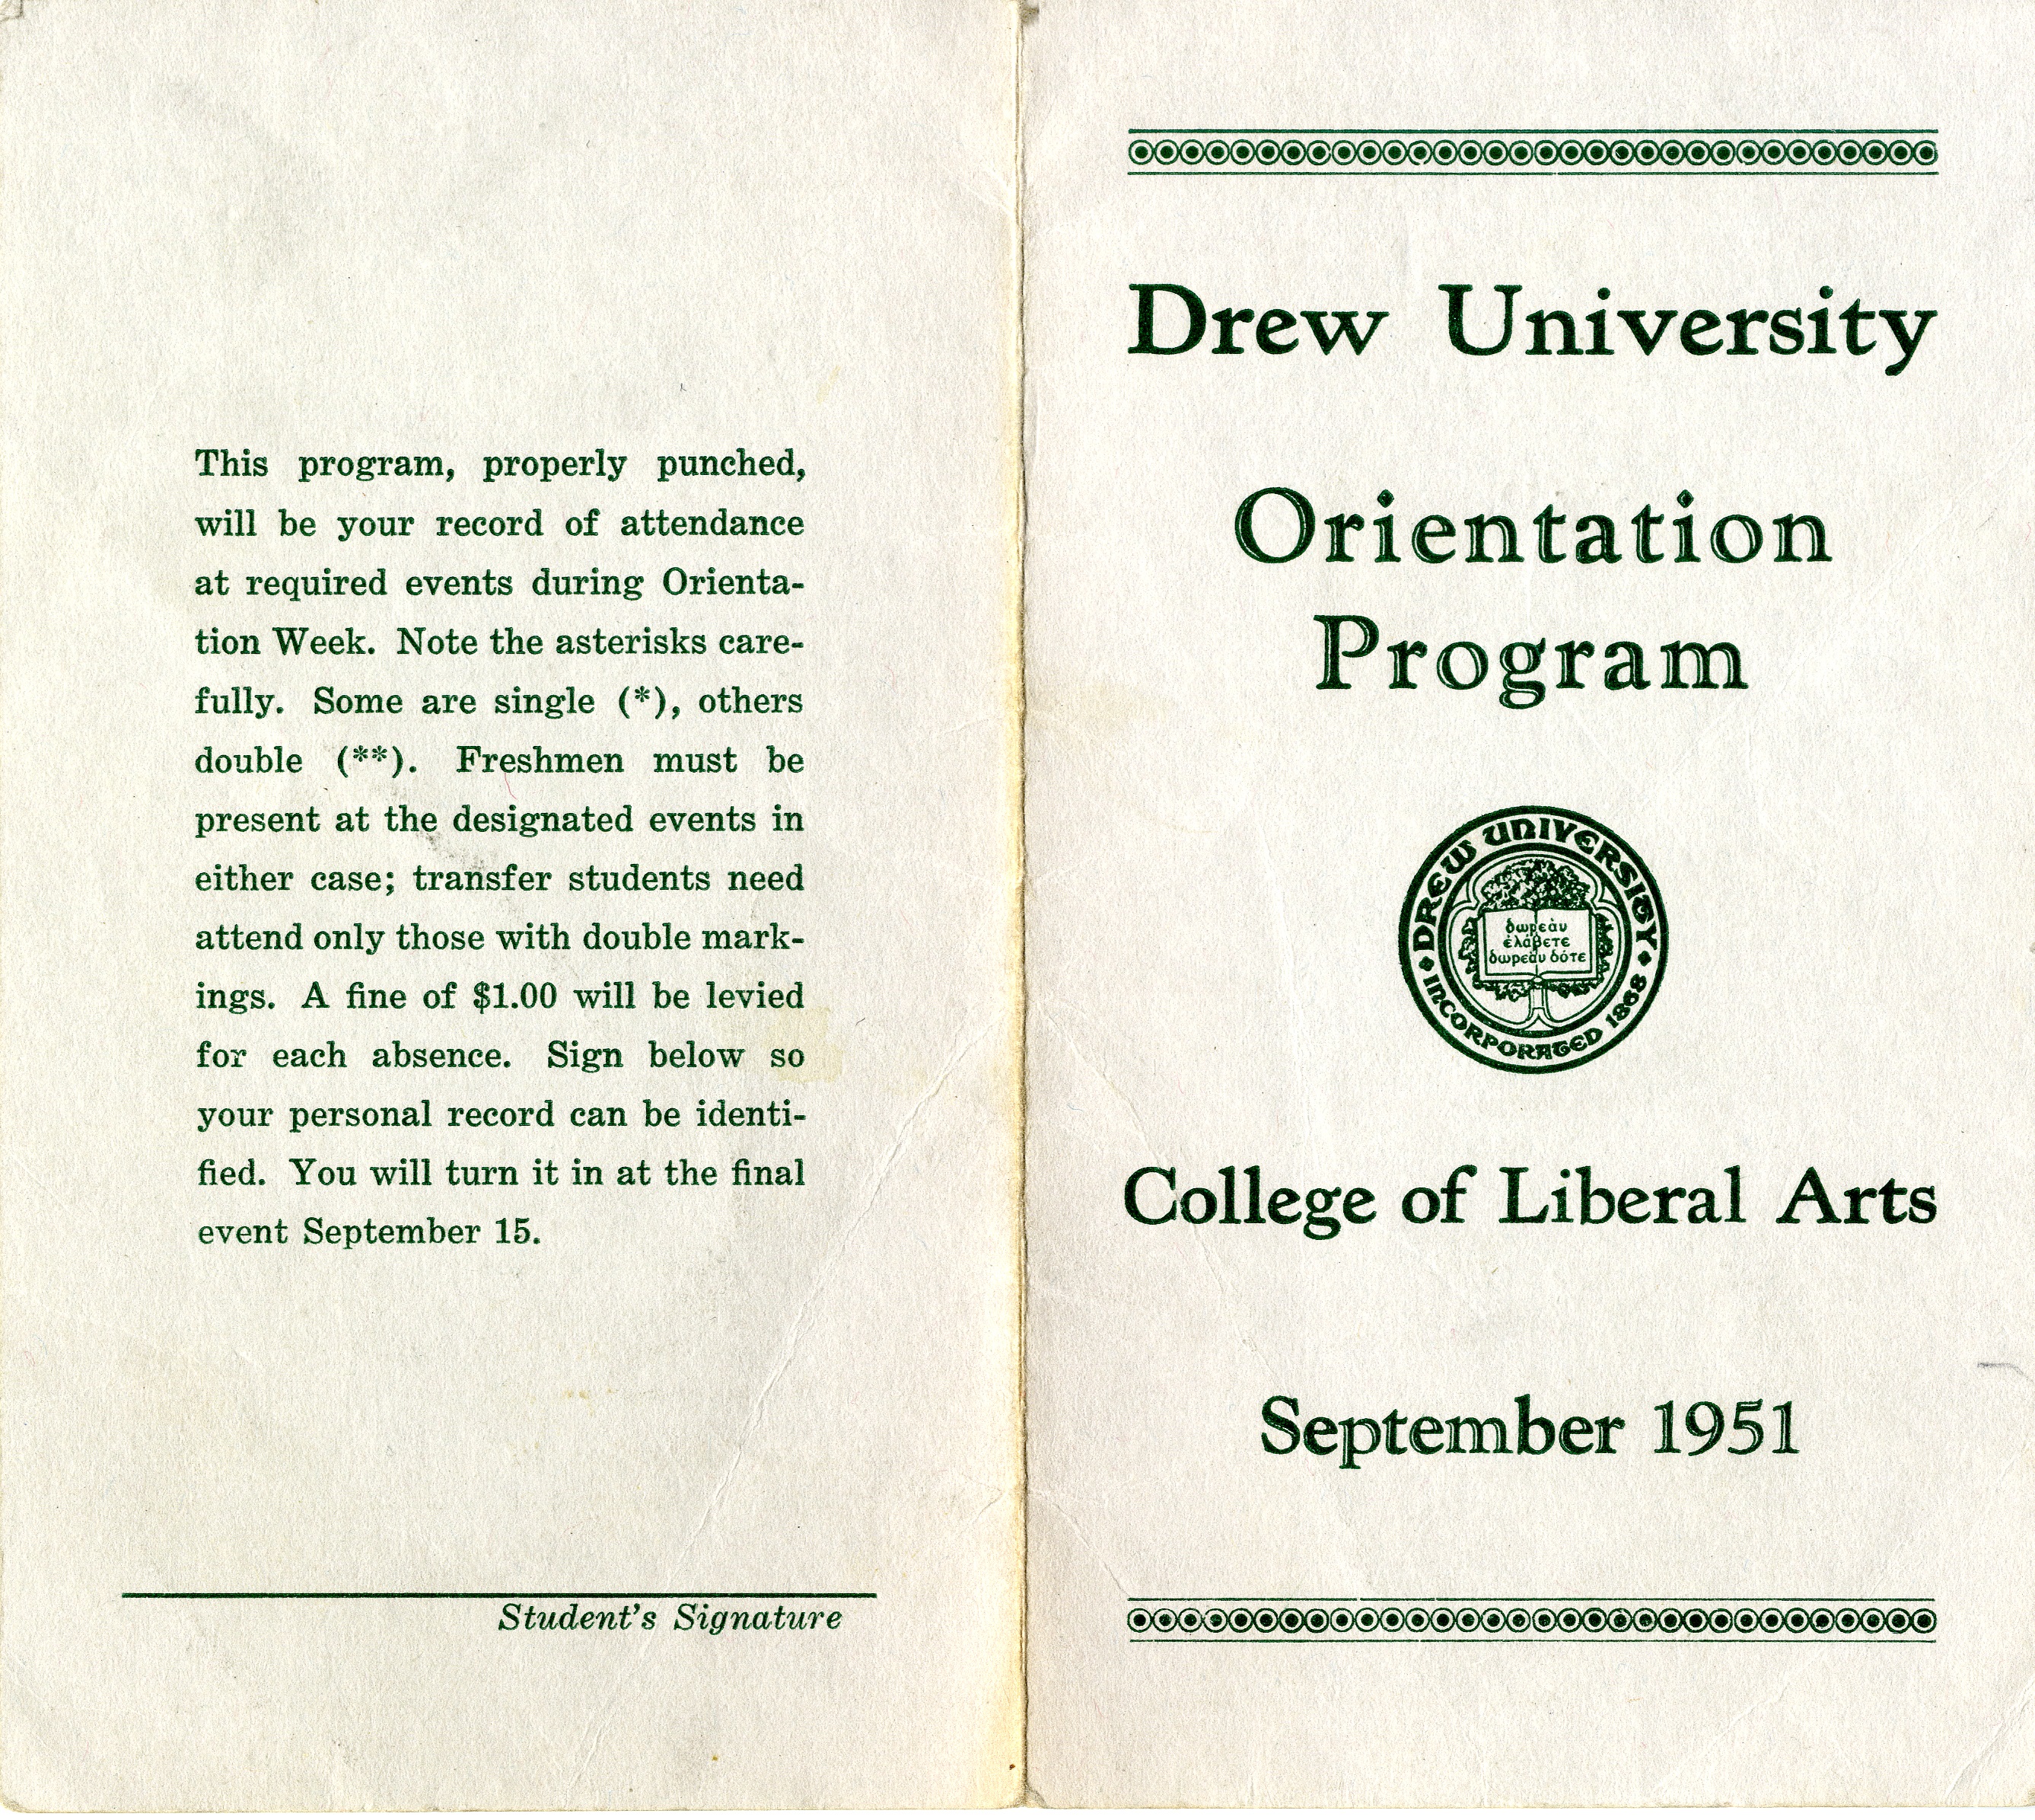 This program, properly punched,
will be your record of attendance
at required events during Orienta-
tion Week. Note the asterisks care-
fully. Some are single (*), others
double (**). Freshmen must be
present at the designated events in
either case; transfer students need
attend only those with double mark-
ings. A fine of $1.00 will be levied
for each absence. Sign below so
your personal record can be identi-
fied. You will turn it in at the final
event September 15.
Student's Signature
Drew University
Orientation
Program
DREW UNIVERSITY
δωρεὰν
ἐλάβετε
δωρεὰν δότε
INCORPORATED 1868
College of Liberal Arts
September 1951